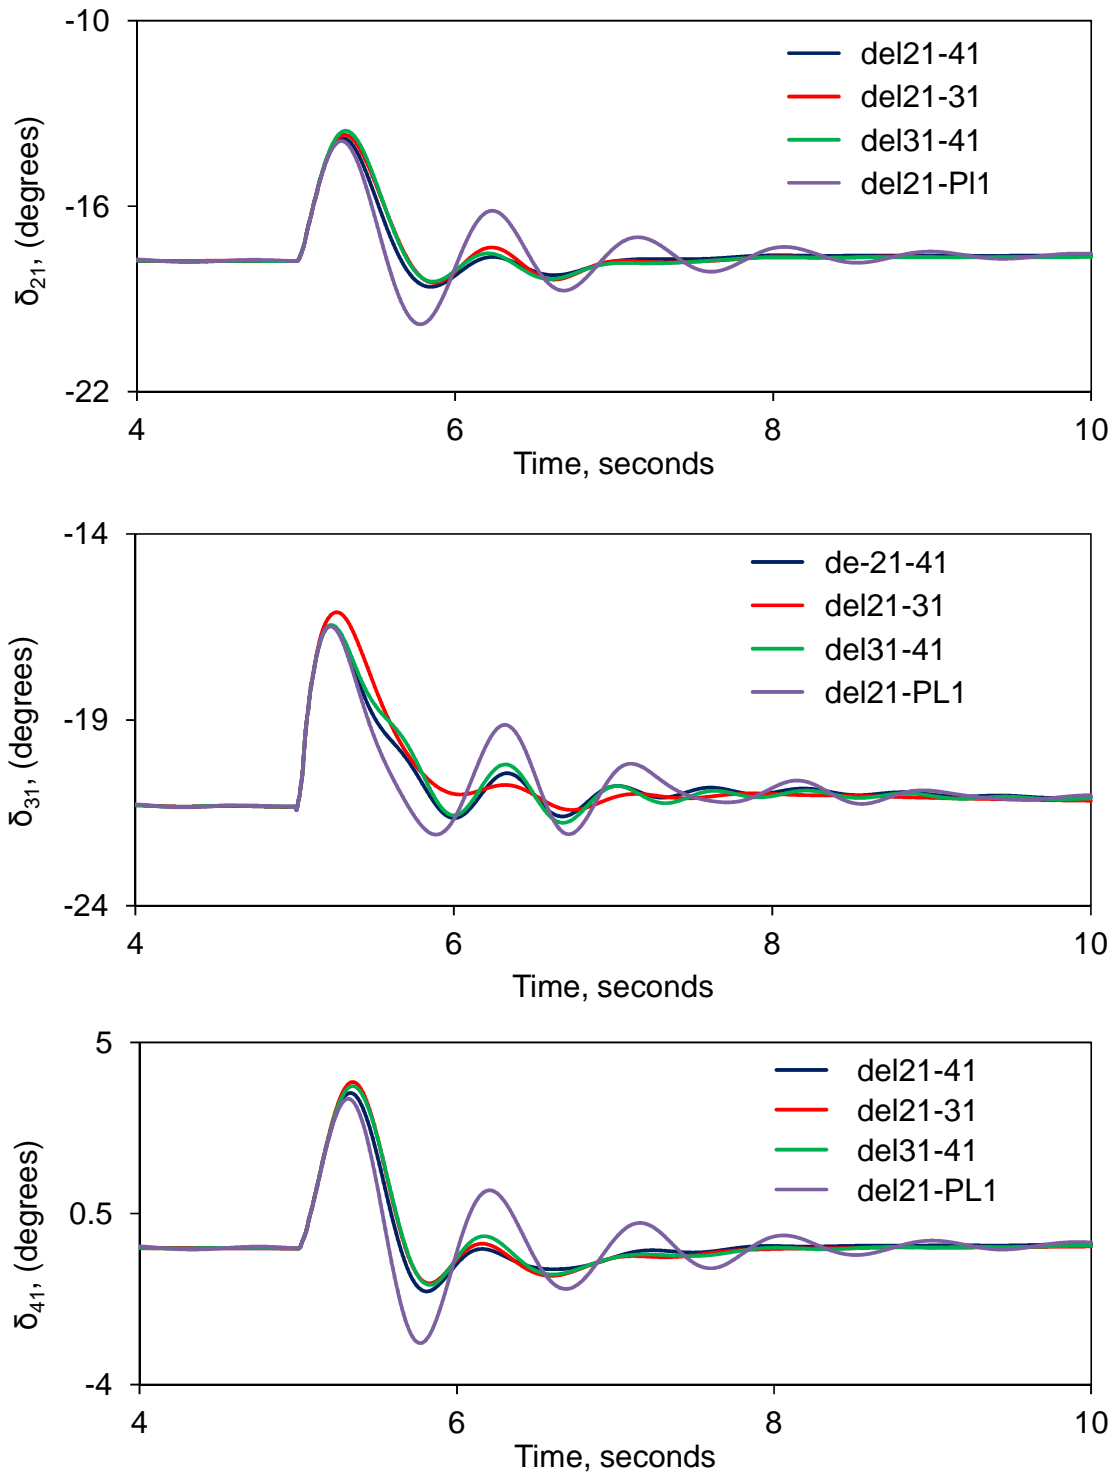 -10
del21-41
del21-31
del31-41
del21-Pl1
-16
δ21, (degrees)
-22
4 6 8 10
Time, seconds
-14
de-21-41
del21-31
del31-41
del21-PL1
-19
δ31, (degrees)
-24
4 6 8 10
Time, seconds
5
del21-41
del21-31
del31-41
del21-PL1
0.5
δ41, (degrees)
-4
4 6 8 10
Time, seconds